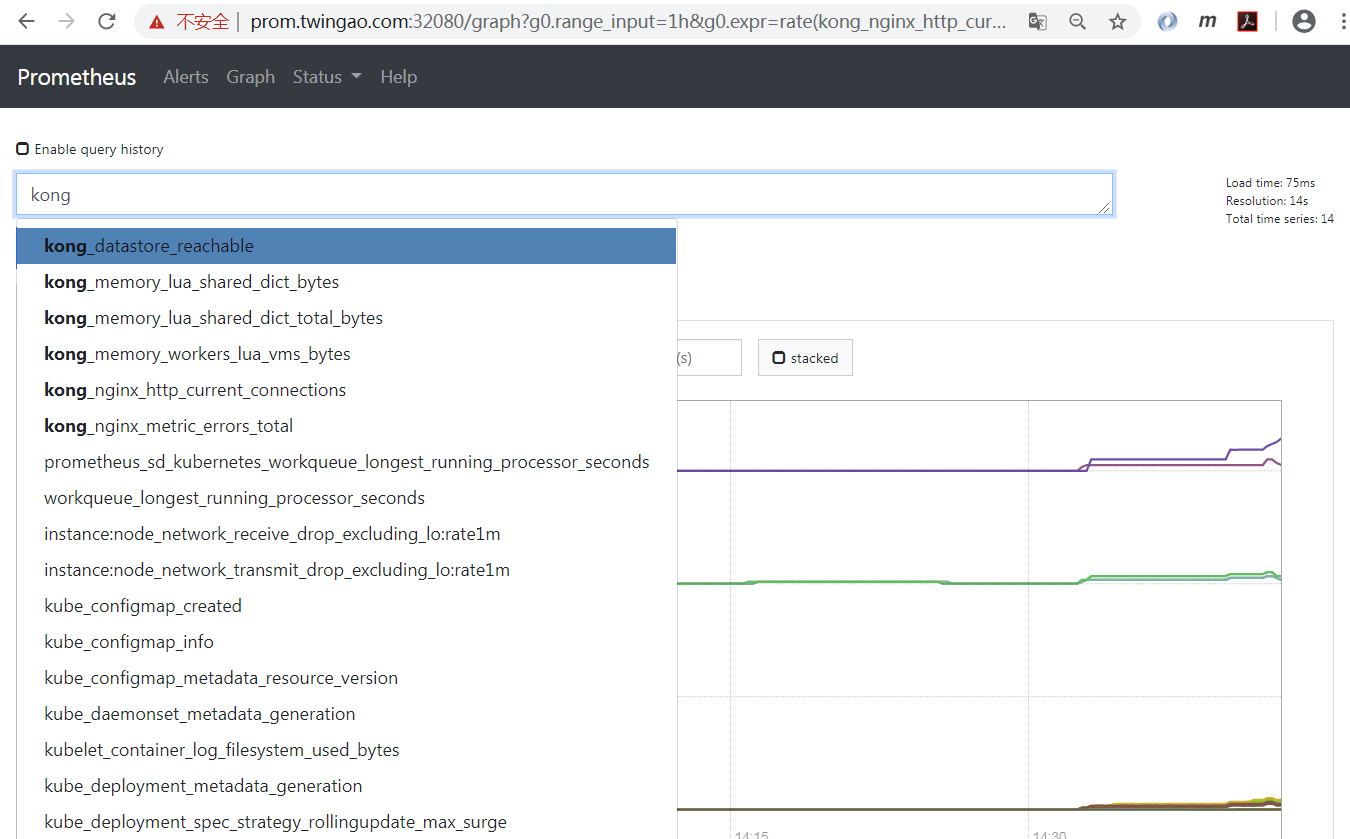 不安全 | prom.twingao.com:32080/graph?g0.range_input=1h&g0.expr=rate(kong_nginx_http_cur...
Prometheus Alerts Graph Status Help
Enable query history
kong
Load time: 75ms
Resolution: 14s
Total time series: 14
kong_datastore_reachable
kong_memory_lua_shared_dict_bytes
kong_memory_lua_shared_dict_total_bytes
kong_memory_workers_lua_vms_bytes
(s) stacked
kong_nginx_http_current_connections
kong_nginx_metric_errors_total
prometheus_sd_kubernetes_workqueue_longest_running_processor_seconds
workqueue_longest_running_processor_seconds
instance:node_network_receive_drop_excluding_lo:rate1m
instance:node_network_transmit_drop_excluding_lo:rate1m
kube_configmap_created
kube_configmap_info
kube_configmap_metadata_resource_version
kube_daemonset_metadata_generation
kubelet_container_log_filesystem_used_bytes
kube_deployment_metadata_generation
kube_deployment_spec_strategy_rollingupdate_max_surge
14:15 14:30